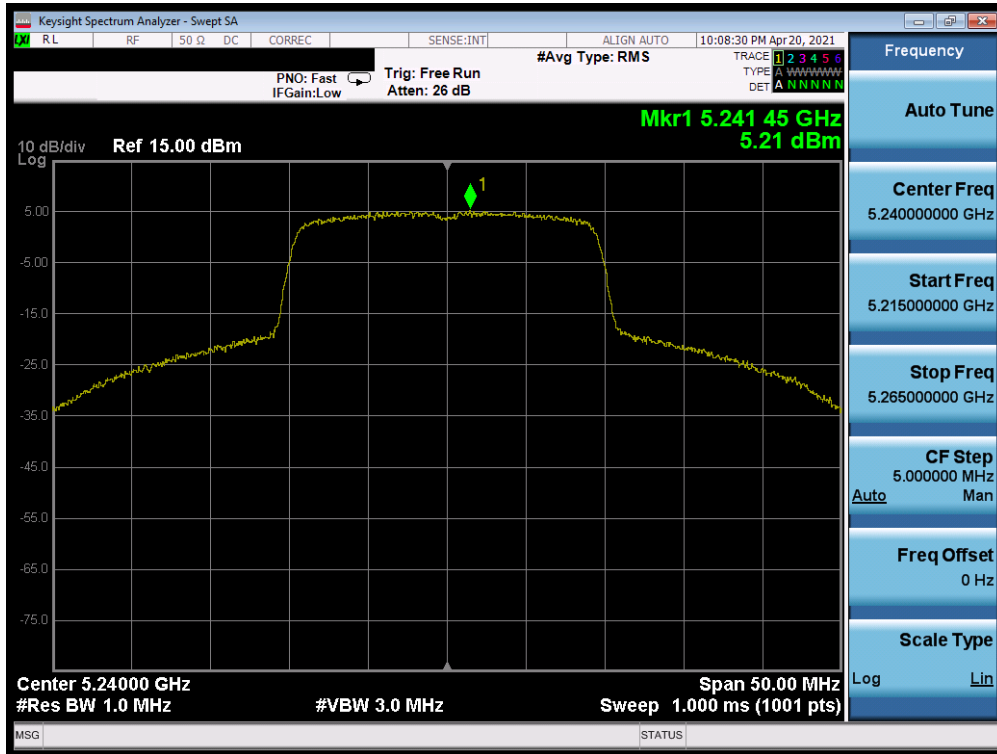 Keysight Spectrum Analyzer - Swept SA
LXI RL RF 50 Ω DC CORREC SENSE:INT ALIGN AUTO 10:08:30 PM Apr 20, 2021
#Avg Type: RMS
TRACE 1 2 3 4 5 6
PNO: Fast Trig: Free Run
TYPE A WWWWW
IFGain:Low Atten: 26 dB
DET A N N N N N
Mkr1 5.241 45 GHz
5.21 dBm
10 dB/div Ref 15.00 dBm
Log
1
5.00
-5.00
-15.0
-25.0
-35.0
-45.0
-55.0
-65.0
-75.0
Center 5.24000 GHz Span 50.00 MHz
#Res BW 1.0 MHz #VBW 3.0 MHz Sweep 1.000 ms (1001 pts)
MSG STATUS
Frequency
Auto Tune
Center Freq
5.240000000 GHz
Start Freq
5.215000000 GHz
Stop Freq
5.265000000 GHz
CF Step
5.000000 MHz
Auto Man
Freq Offset
0 Hz
Scale Type
Log Lin